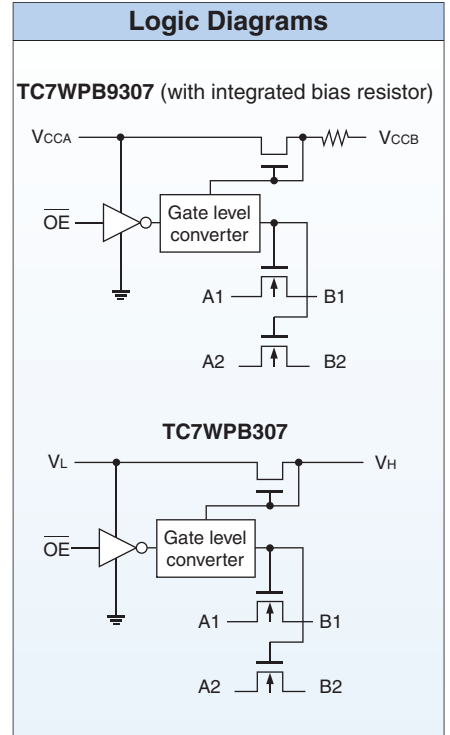 Logic Diagrams
TC7WPB9307 (with integrated bias resistor)
VCCA
VCCB
OE
Gate level
converter
A1
B1
A2
B2
TC7WPB307
VL
VH
OE
Gate level
converter
A1
B1
A2
B2